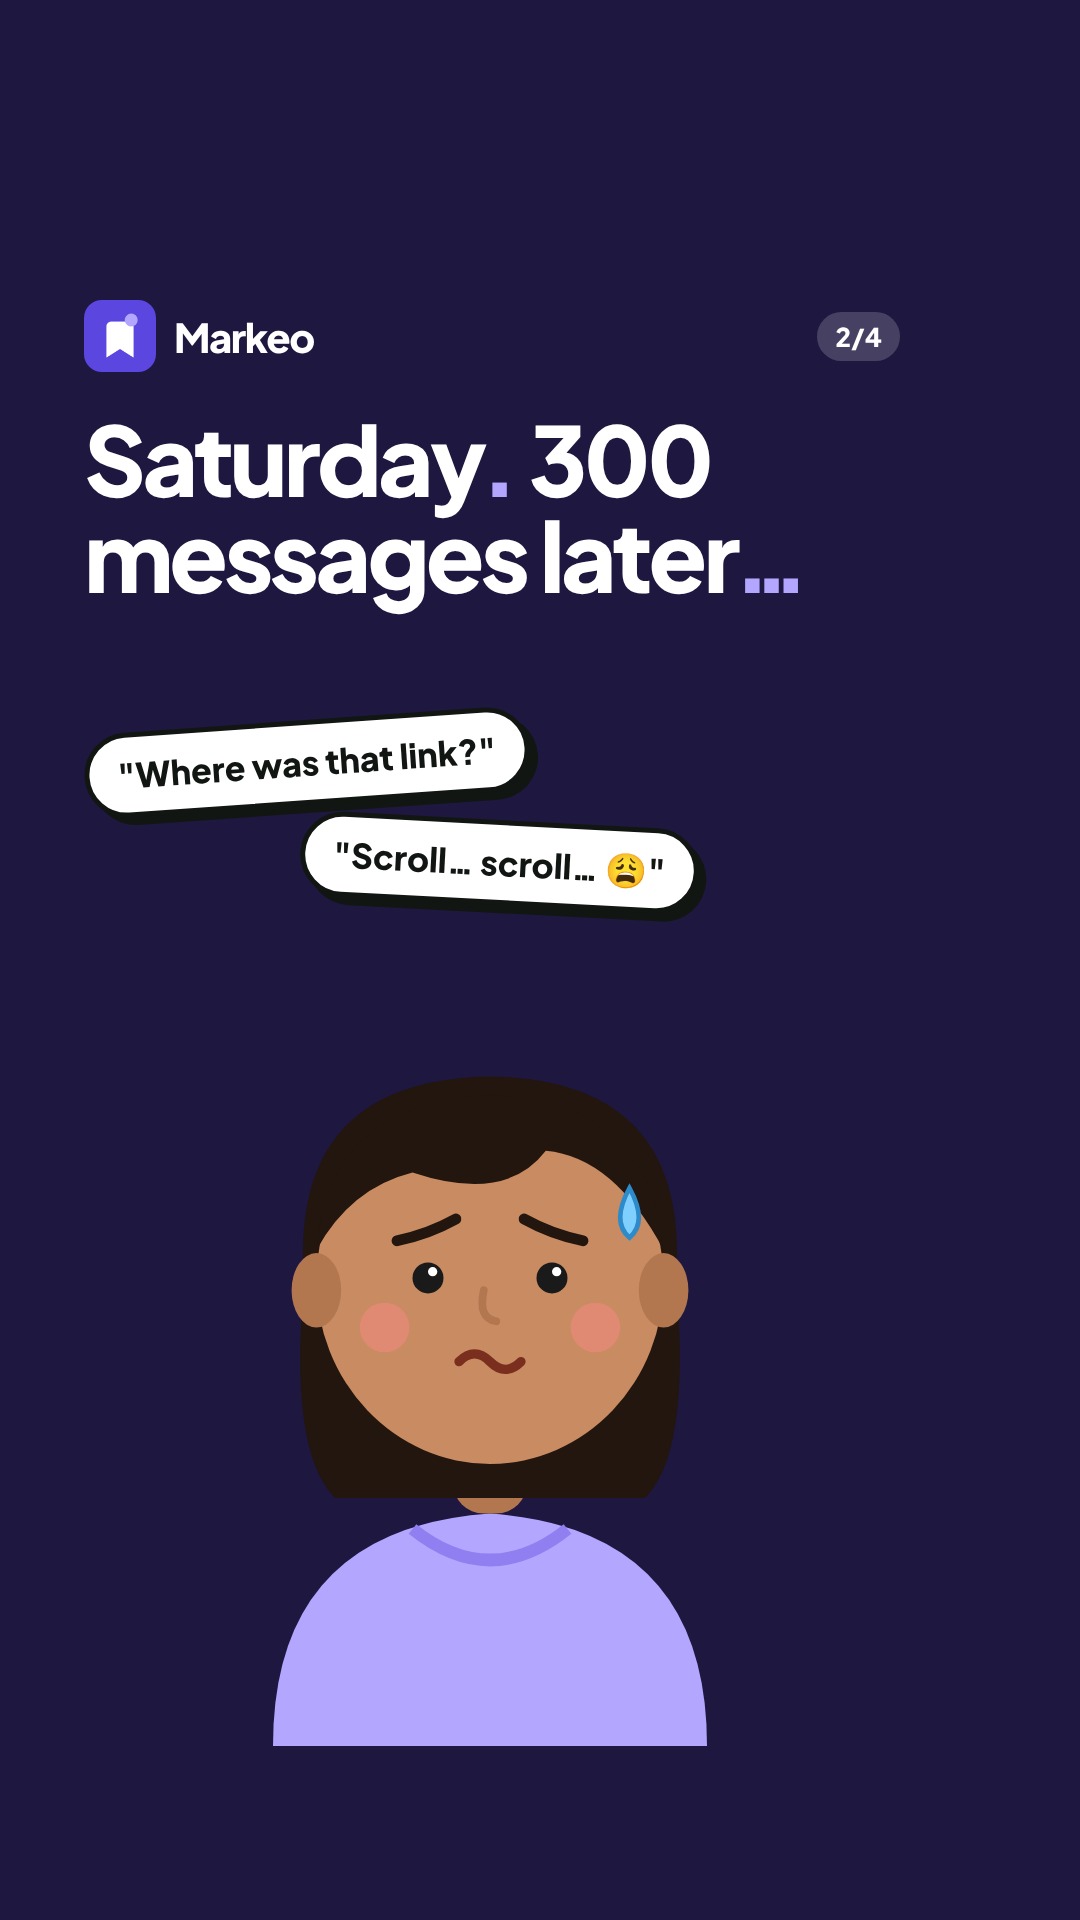 Markeo
2/4
Saturday. 300
messages later...
"Where was that link?"
"Scroll... scroll... 😩"